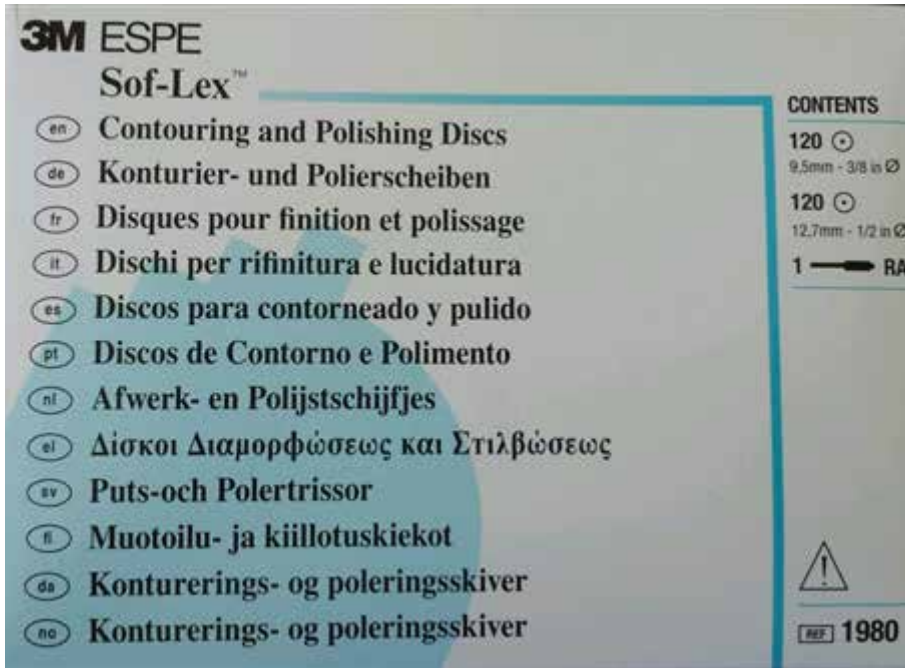 3M ESPE
Sof-Lex™
en Contouring and Polishing Discs
de Konturier- und Polierscheiben
fr Disques pour finition et polissage
it Dischi per rifinitura e lucidatura
es Discos para contorneado y pulido
pt Discos de Contorno e Polimento
nl Afwerk- en Polijstschijfjes
el Δίσκοι Διαμορφώσεως και Στιλβώσεως
sv Puts-och Polertrissor
fi Muotoilu- ja kiillotuskiekot
da Konturerings- og poleringsskiver
no Konturerings- og poleringsskiver
CONTENTS
120
9,5mm - 3/8 in Ø
120
12,7mm - 1/2 in Ø
1 RA
REF 1980